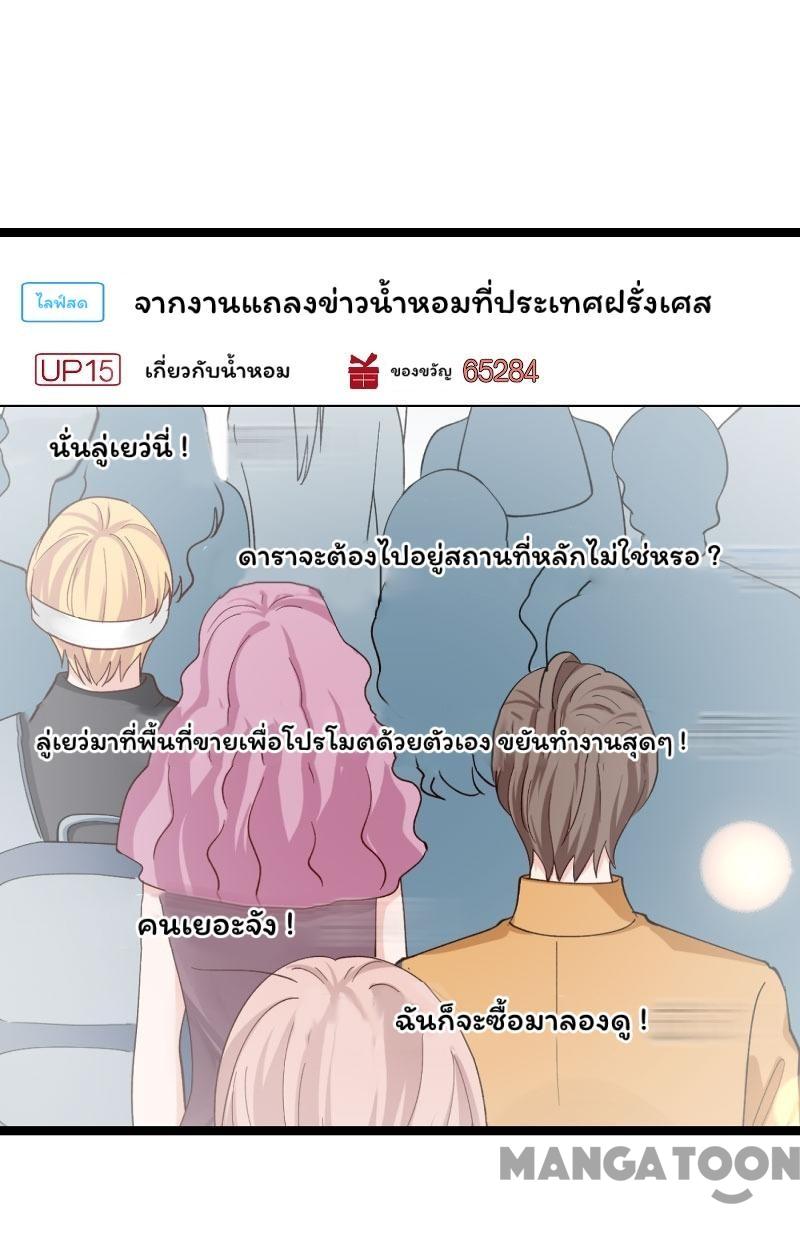 ไลฟ์สด จากงานแถลงข่าวน้ำหอมที่ประเทศฝรั่งเศส
UP15 เกี่ยวกับน้ำหอม ของขวัญ 65284
นั่นลู่เยว่นี่ !
ดาราจะต้องไปอยู่สถานที่หลักไม่ใช่หรอ ?
ลู่เยว่มาที่พื้นที่ขายเพื่อโปรโมตด้วยตัวเอง ขยันทำงานสุดๆ !
คนเยอะจัง !
ฉันก็จะซื้อมาลองดู !
MANGATOON